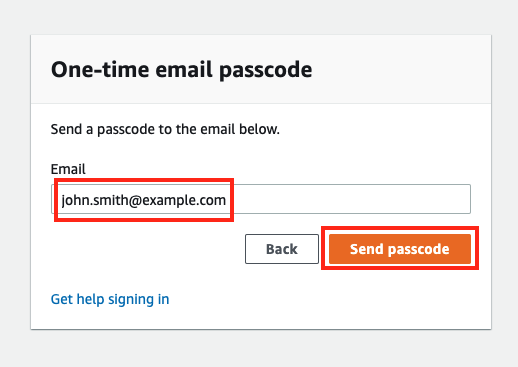 One-time email passcode
Send a passcode to the email below.
Email
john.smith@example.com
Back Send passcode
Get help signing in